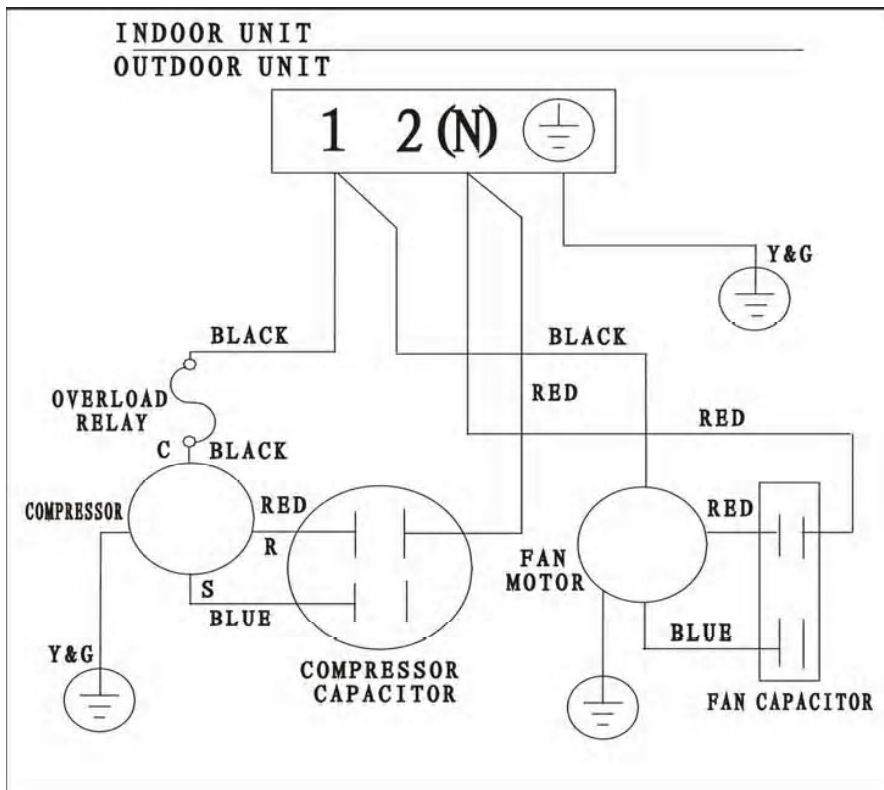 INDOOR UNIT
OUTDOOR UNIT
1 2(N)
Y&G
BLACK
BLACK
OVERLOAD
RELAY
RED
RED
C
BLACK
COMPRESSOR
RED
R
RED
FAN
MOTOR
S
BLUE
BLUE
Y&G
COMPRESSOR
CAPACITOR
FAN CAPACITOR